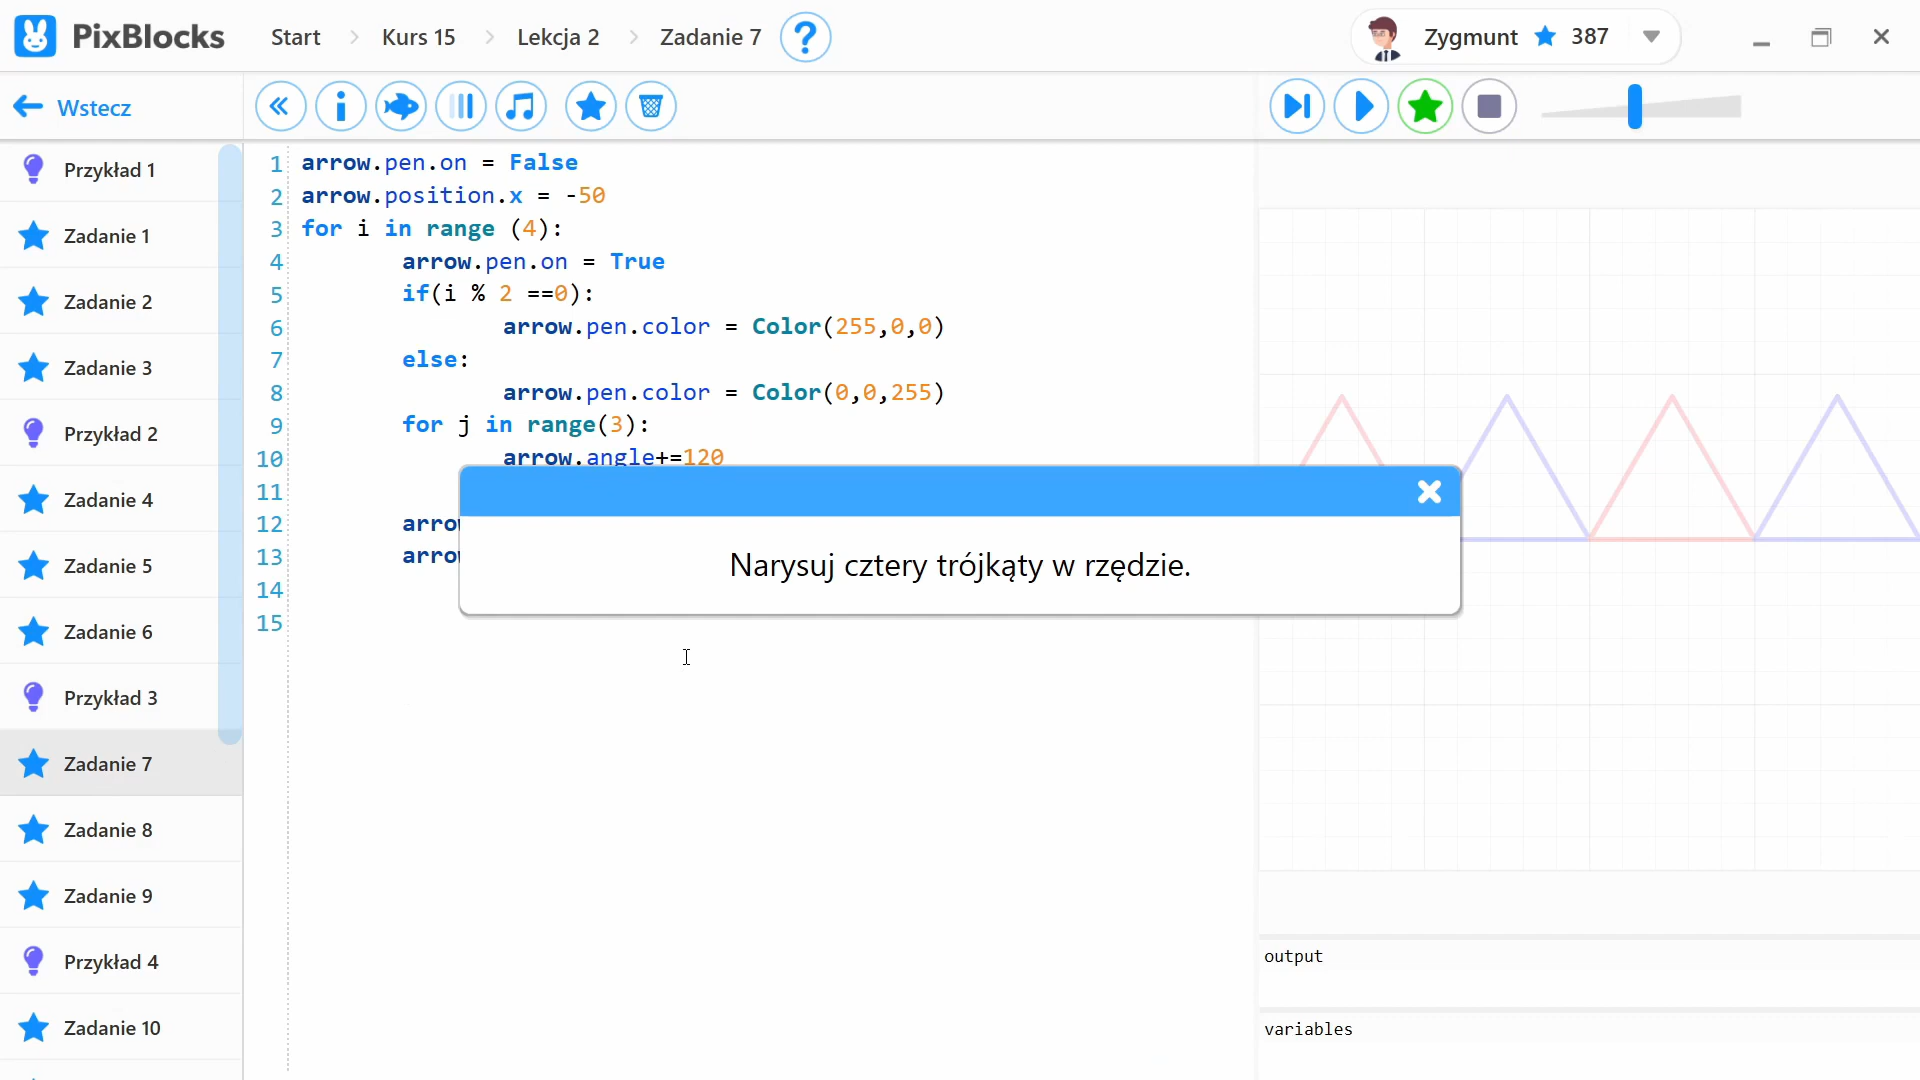 PixBlocks
Start
Kurs 15
Lekcja 2
Zadanie 7
?
Zygmunt
387
Wstecz
Przykład 1
Zadanie 1
Zadanie 2
Zadanie 3
Przykład 2
Zadanie 4
Zadanie 5
Zadanie 6
Przykład 3
Zadanie 7
Zadanie 8
Zadanie 9
Przykład 4
Zadanie 10
1 arrow.pen.on = False
2 arrow.position.x = -50
3 for i in range (4):
4 arrow.pen.on = True
5 if(i % 2 ==0):
6 arrow.pen.color = Color(255,0,0)
7 else:
8 arrow.pen.color = Color(0,0,255)
9 for j in range(3):
10 arrow.angle+=120
11
12 arro
13 arro
14
15
Narysuj cztery trójkąty w rzędzie.
output
variables